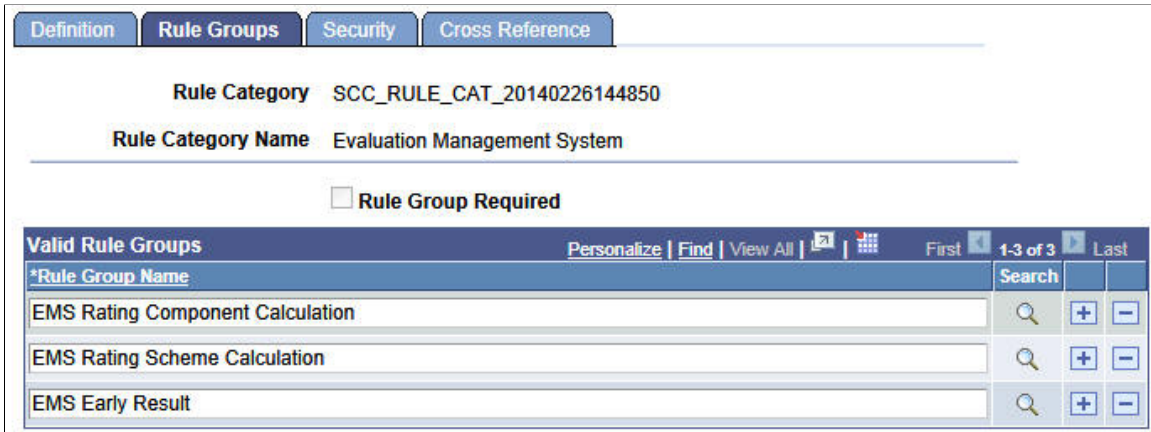 Definition Rule Groups Security Cross Reference
Rule Category SCC_RULE_CAT_20140226144850
Rule Category Name Evaluation Management System
Rule Group Required
Valid Rule Groups Personalize | Find | View All | | First 1-3 of 3 Last
*Rule Group Name Search
EMS Rating Component Calculation
EMS Rating Scheme Calculation
EMS Early Result